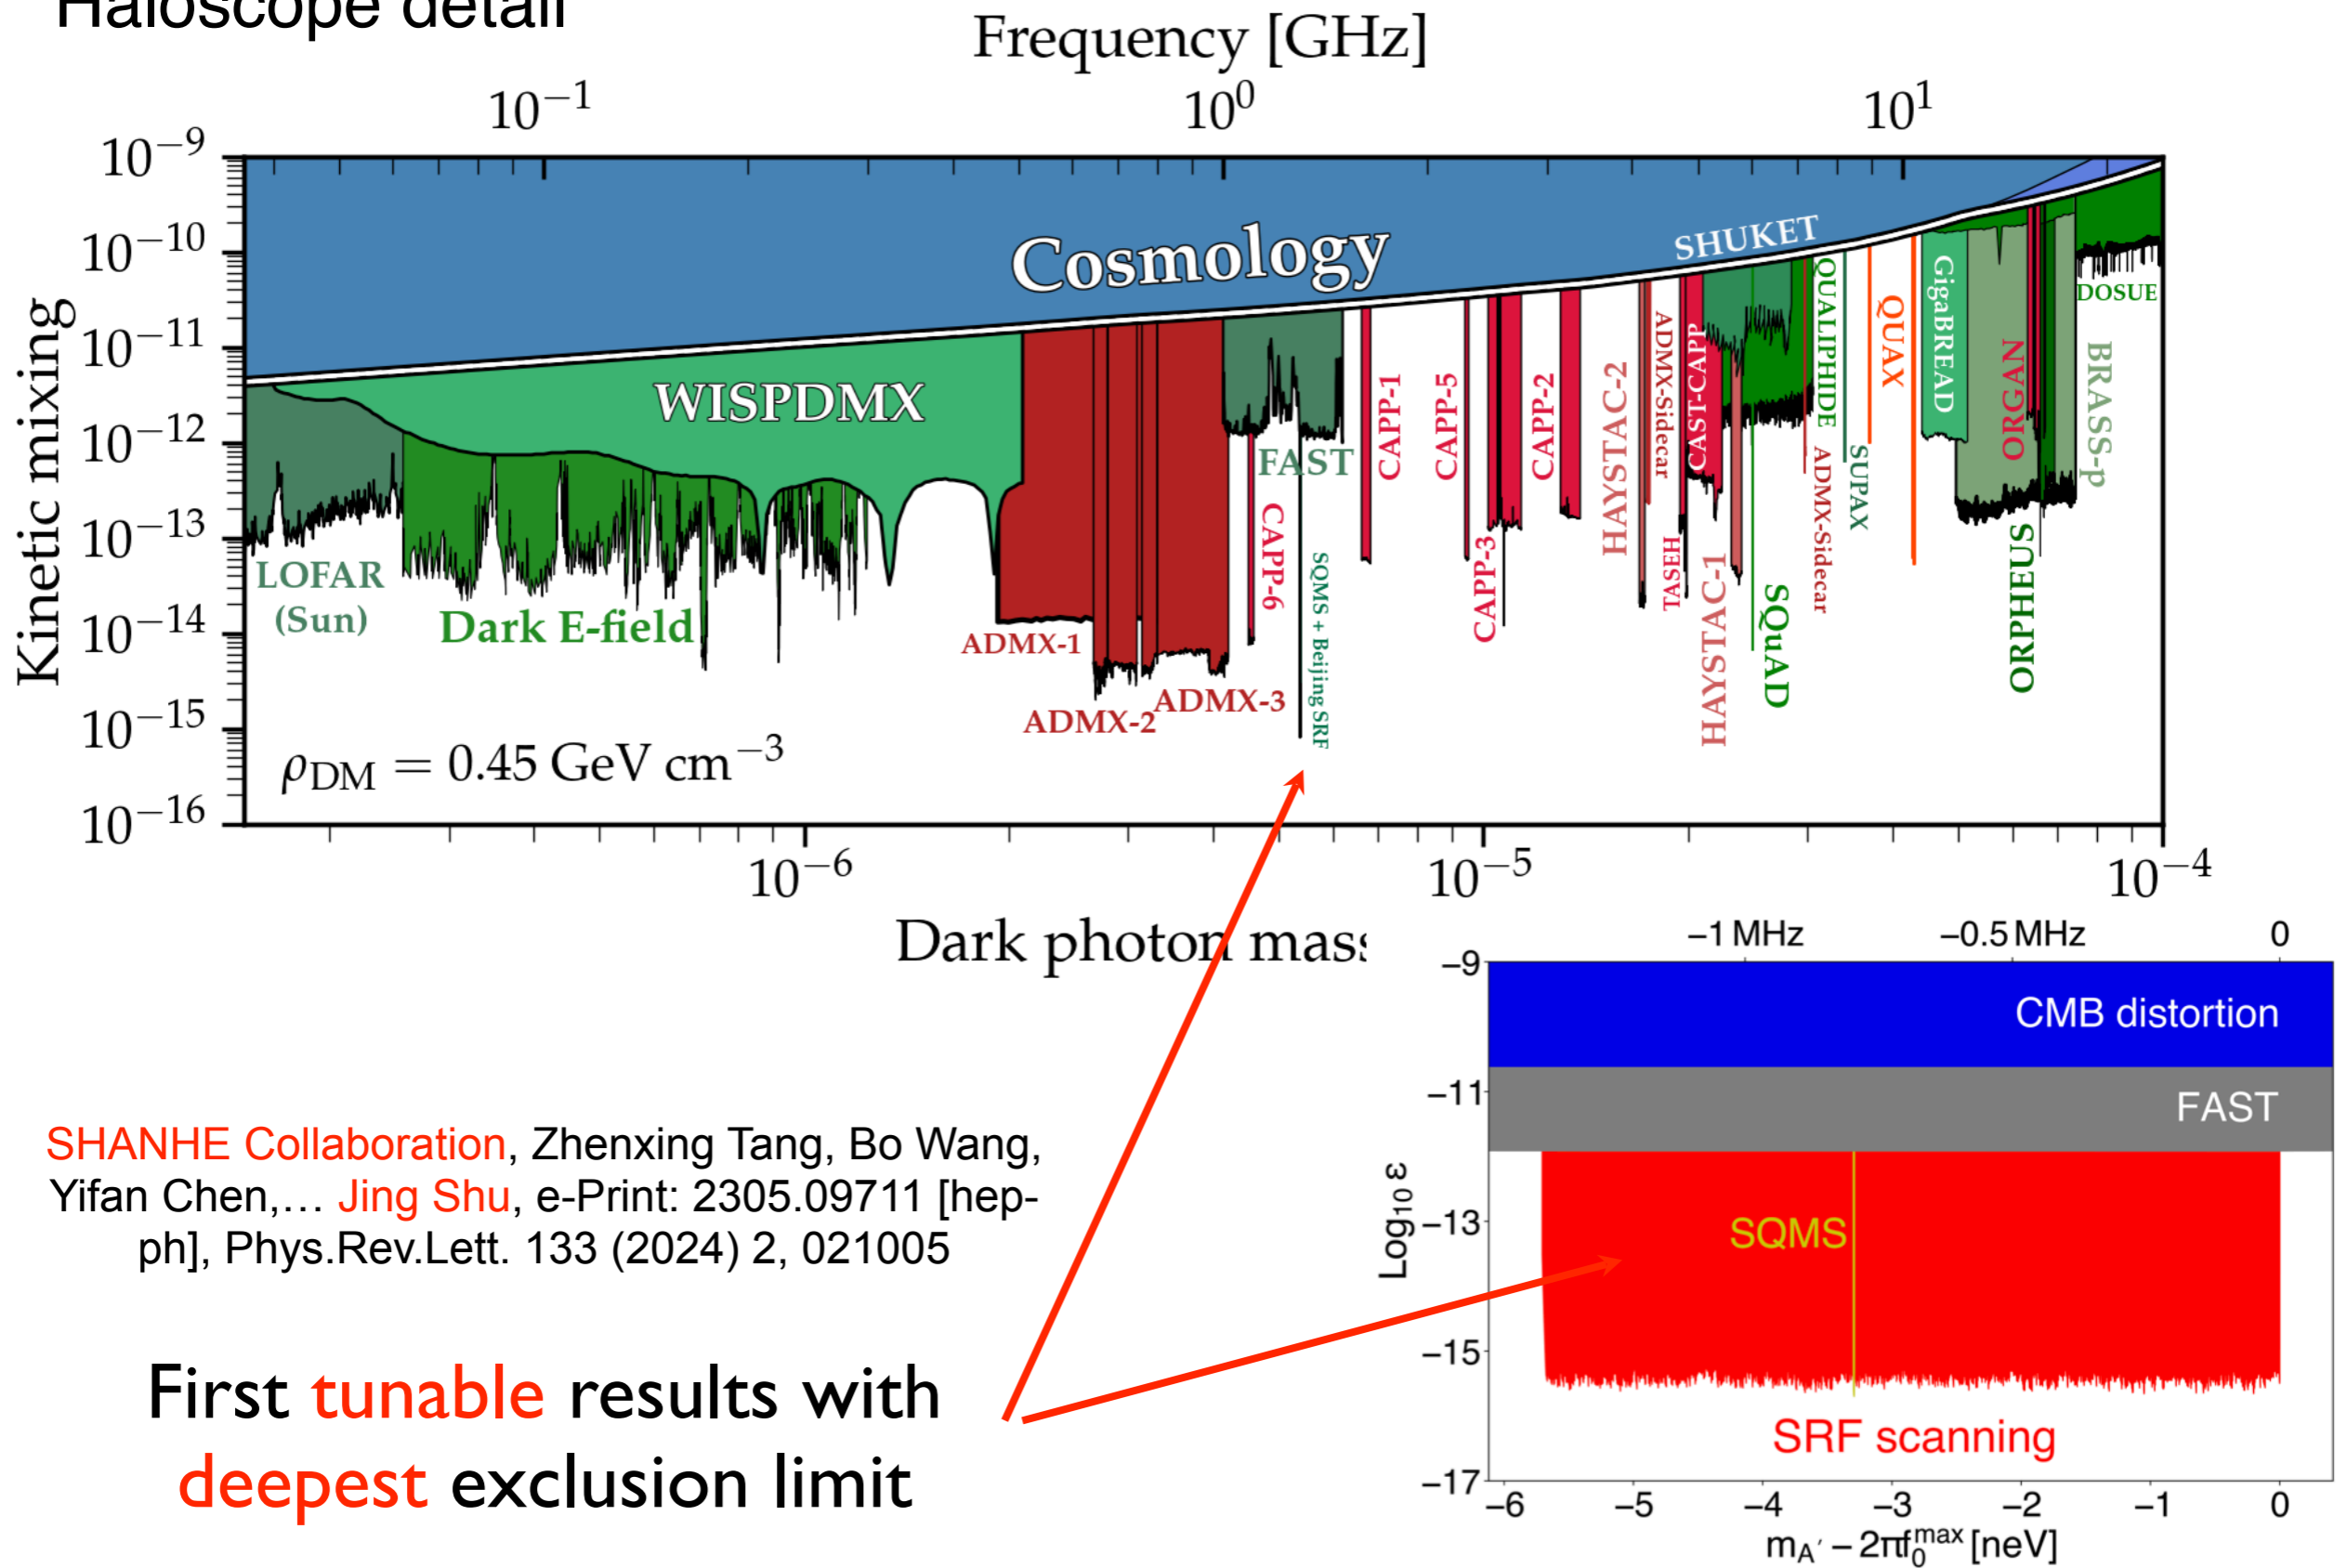 Haloscope detail
Frequency [GHz]
10⁻¹ 10⁰ 10¹
10⁻⁹
10⁻¹⁰
10⁻¹¹
10⁻¹²
10⁻¹³
10⁻¹⁴
10⁻¹⁵
10⁻¹⁶
Kinetic mixing
Cosmology
SHUKET
WISPDMX
LOFAR
(Sun)
Dark E-field
ADMX-1
ADMX-2
ADMX-3
FAST
CAPP-6
SQMS + Beijing SRF
CAPP-1
CAPP-5
CAPP-3
CAPP-2
HAYSTAC-2
ADMX-Sidecar
TASEH
CAST-CAPP
HAYSTAC-1
SQuAD
QUALIPHIDE
ADMX-Sidecar
SUPAX
QUAX
GigaBREAD
ORGAN
ORPHEUS
BRASS-p
DOSUE
ρDM = 0.45 GeV cm⁻³
10⁻⁶ 10⁻⁵ 10⁻⁴
Dark photon mass
−1 MHz −0.5 MHz 0
−9
−11
−13
−15
−17
Log₁₀ ε
CMB distortion
FAST
SQMS
SRF scanning
−6 −5 −4 −3 −2 −1 0
mA′ − 2πf₀ᵐᵃˣ [neV]
SHANHE Collaboration, Zhenxing Tang, Bo Wang,
Yifan Chen,… Jing Shu, e-Print: 2305.09711 [hep-
ph], Phys.Rev.Lett. 133 (2024) 2, 021005
First tunable results with
deepest exclusion limit